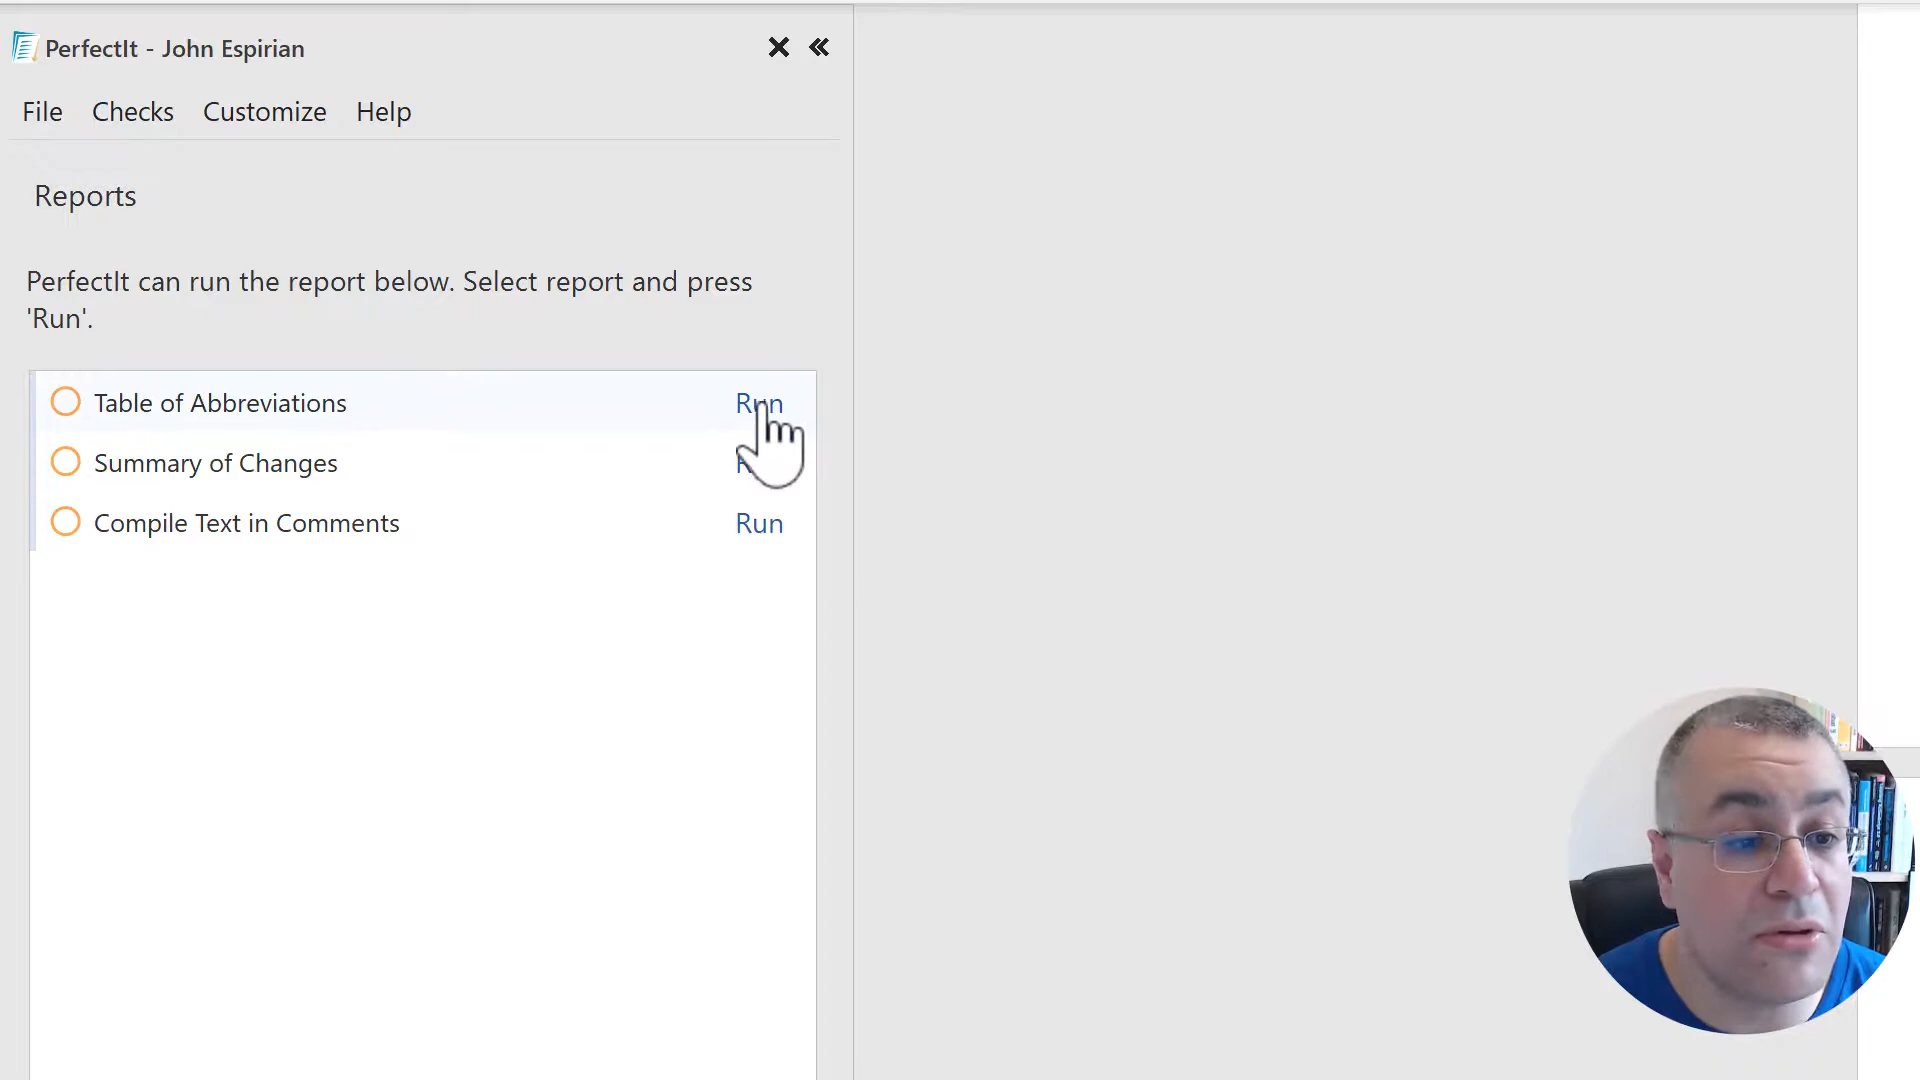 PerfectIt - John Espirian
File Checks Customize Help
Reports
PerfectIt can run the report below. Select report and press
'Run'.
Table of Abbreviations Run
Summary of Changes
Compile Text in Comments Run